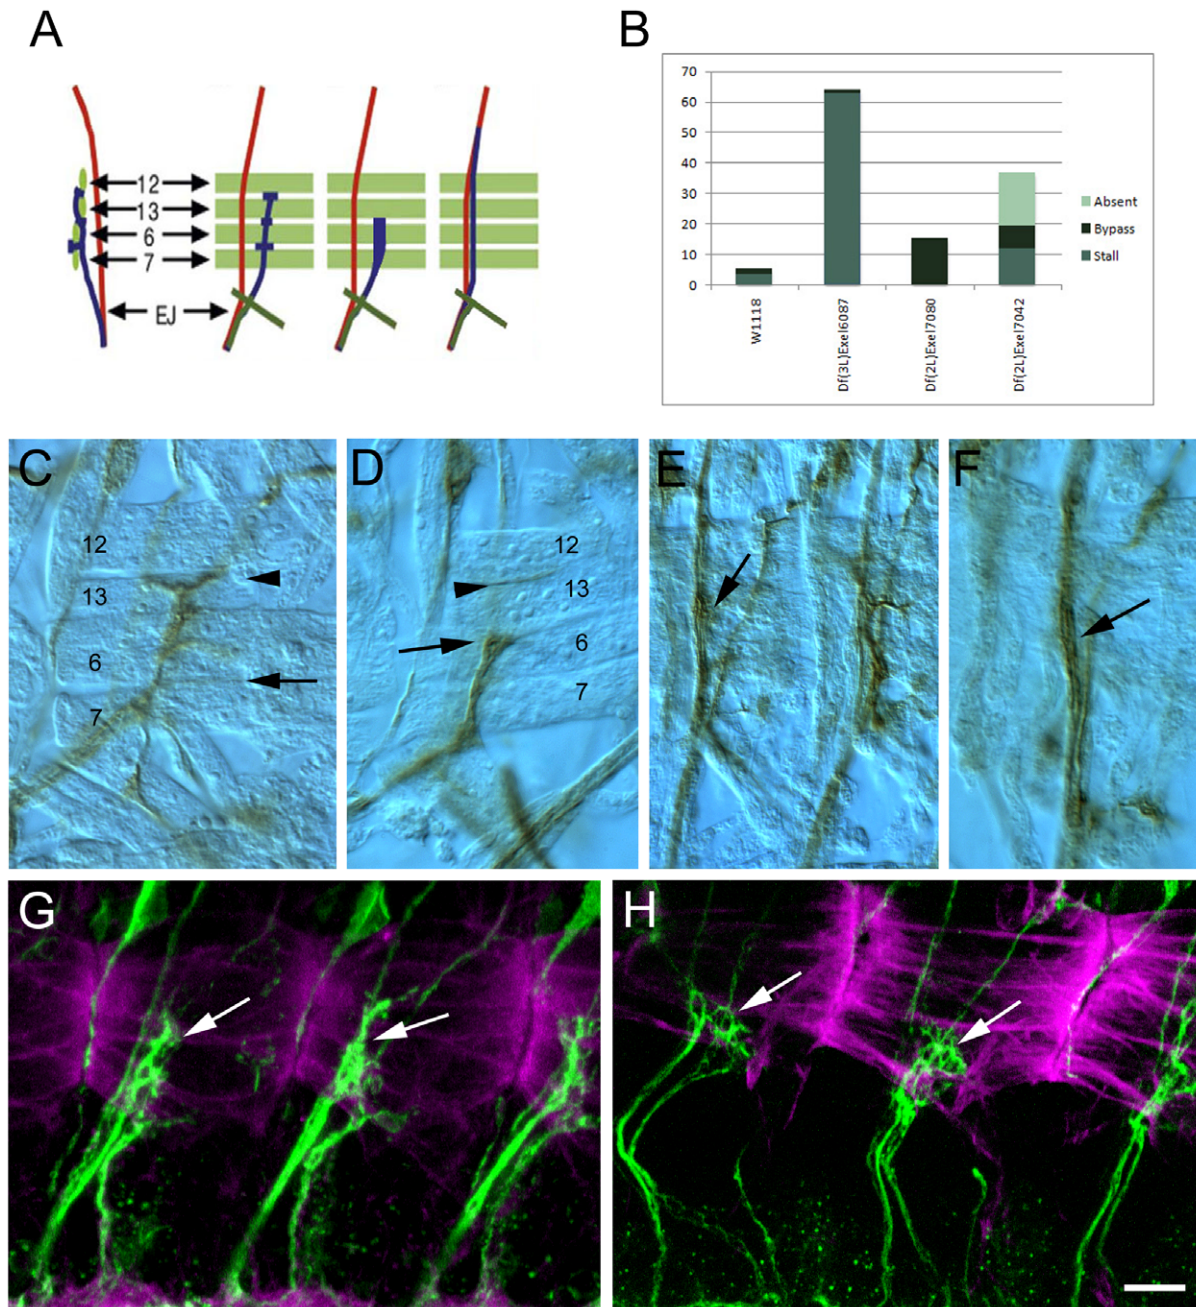 A
12
13
6
7
EJ
B
70
60
50
40
30
20
10
0
W1118
Df(3L)Exel6087
Df(2L)Exel7080
Df(2L)Exel7042
Absent
Bypass
Stall
C
12
13
6
7
D
12
13
6
7
E
F
G
H